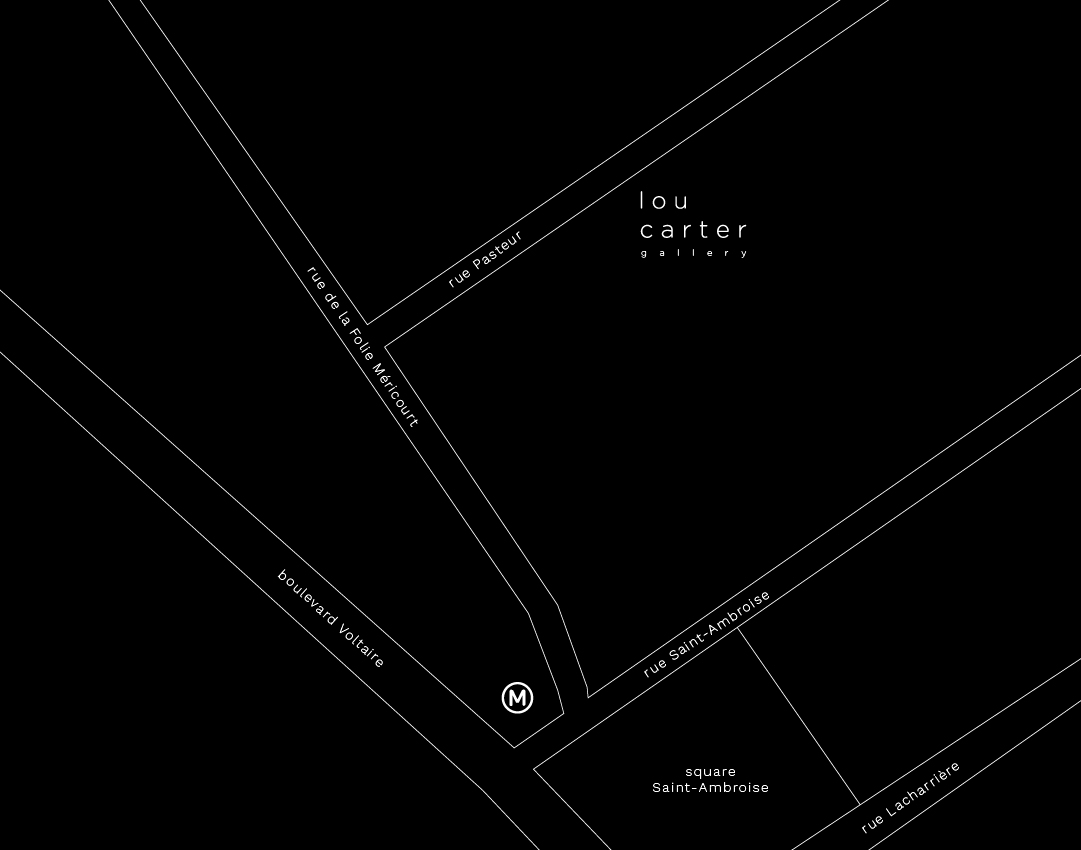 lou
carter
gallery
rue Pasteur
rue de la Folie Méricourt
boulevard Voltaire
rue Saint-Ambroise
M
square
Saint-Ambroise
rue Lacharrière